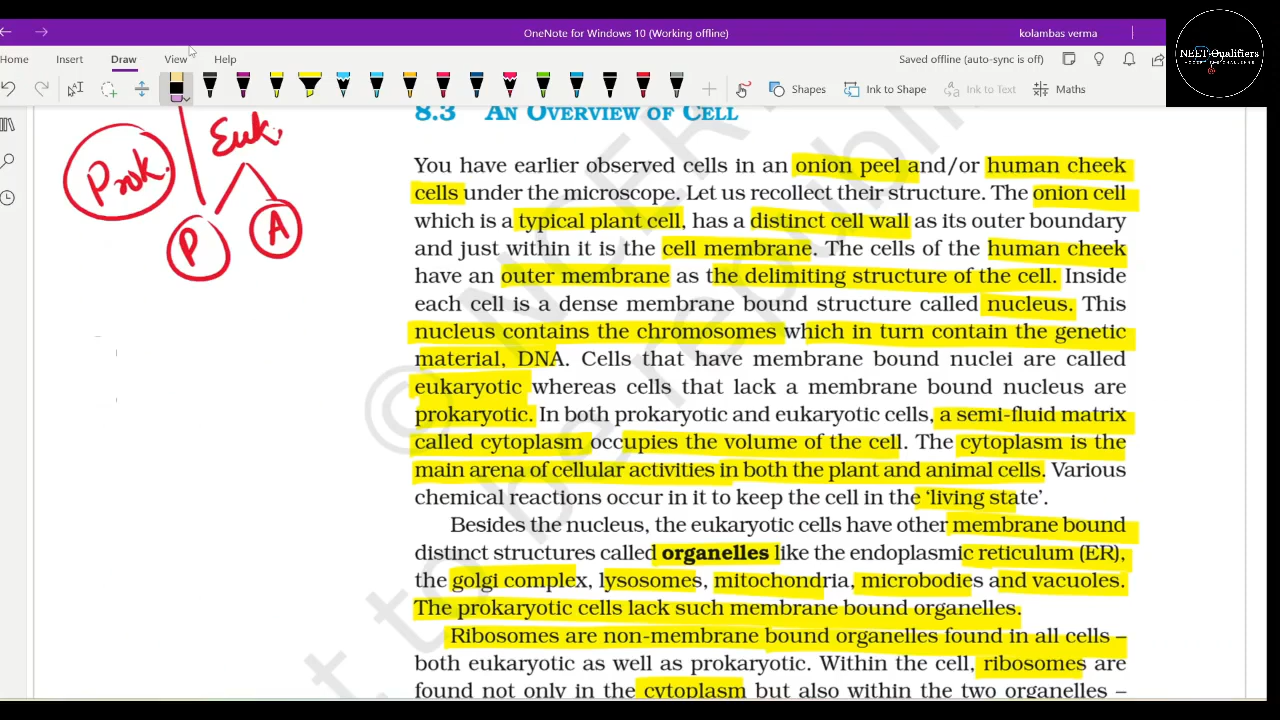 OneNote for Windows 10 (Working offline)
kolambas verma
NEET Qualifiers
Home Insert Draw View Help
Saved offline (auto-sync is off)
Shapes Ink to Shape Ink to Text Maths
Prok. Euk.
P A
8.3 AN OVERVIEW OF CELL
You have earlier observed cells in an onion peel and/or human cheek
cells under the microscope. Let us recollect their structure. The onion cell
which is a typical plant cell, has a distinct cell wall as its outer boundary
and just within it is the cell membrane. The cells of the human cheek
have an outer membrane as the delimiting structure of the cell. Inside
each cell is a dense membrane bound structure called nucleus. This
nucleus contains the chromosomes which in turn contain the genetic
material, DNA. Cells that have membrane bound nuclei are called
eukaryotic whereas cells that lack a membrane bound nucleus are
prokaryotic. In both prokaryotic and eukaryotic cells, a semi-fluid matrix
called cytoplasm occupies the volume of the cell. The cytoplasm is the
main arena of cellular activities in both the plant and animal cells. Various
chemical reactions occur in it to keep the cell in the ‘living state’.
Besides the nucleus, the eukaryotic cells have other membrane bound
distinct structures called organelles like the endoplasmic reticulum (ER),
the golgi complex, lysosomes, mitochondria, microbodies and vacuoles.
The prokaryotic cells lack such membrane bound organelles.
Ribosomes are non-membrane bound organelles found in all cells –
both eukaryotic as well as prokaryotic. Within the cell, ribosomes are
found not only in the cytoplasm but also within the two organelles –